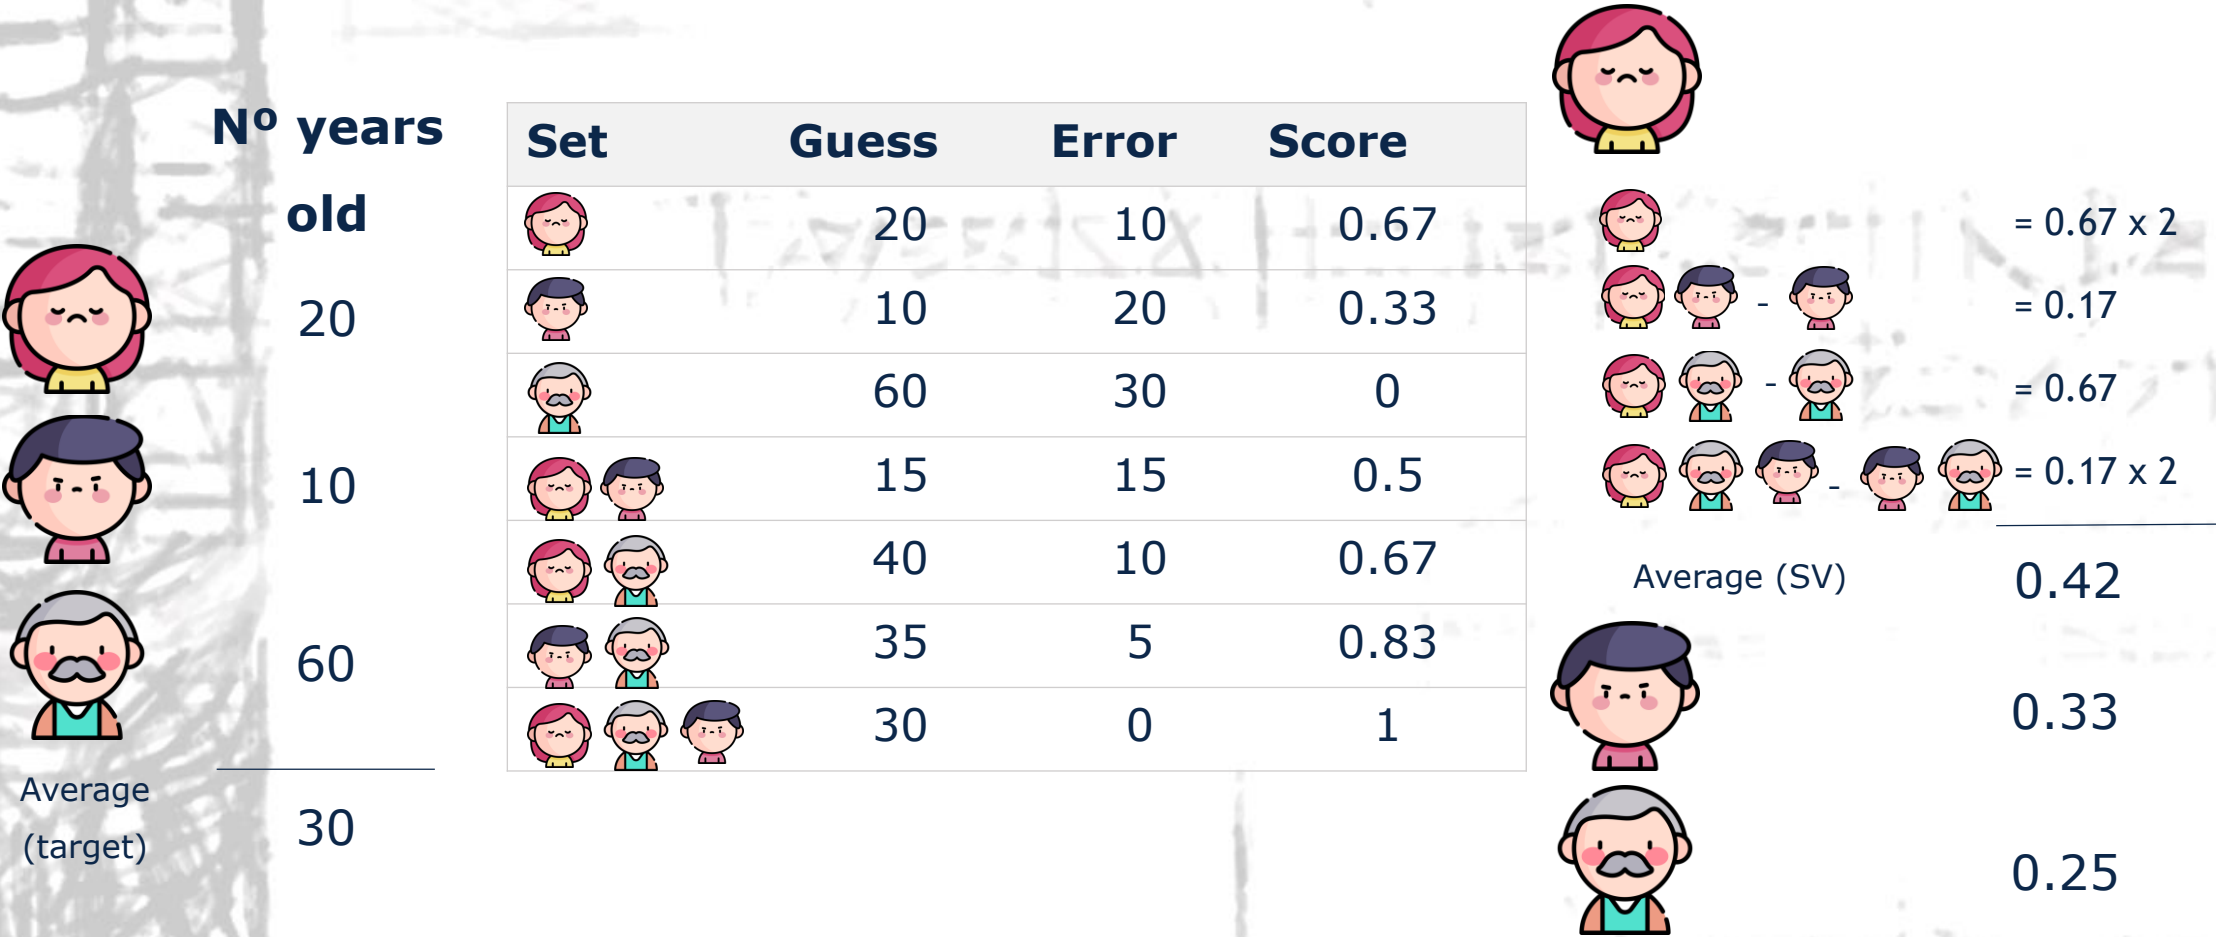 Nº years
old
20
10
60
Average
(target)
30
Set Guess Error Score
20 10 0.67
10 20 0.33
60 30 0
15 15 0.5
40 10 0.67
35 5 0.83
30 0 1
= 0.67 x 2
- = 0.17
- = 0.67
- = 0.17 x 2
Average (SV) 0.42
0.33
0.25